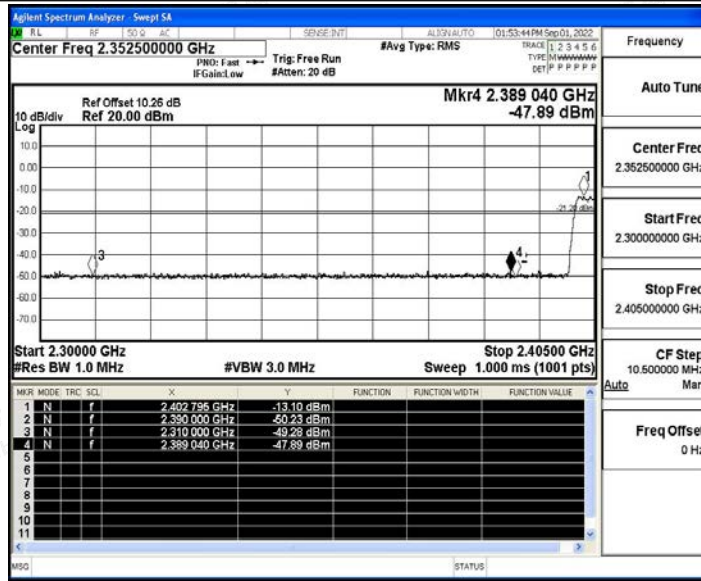 Agilent Spectrum Analyzer - Swept SA
RL RF 50 Ω AC SENSE:INT ALIGNAUTO 01:53:44 PM Sep 01, 2022
Center Freq 2.352500000 GHz
PNO: Fast Trig: Free Run
IFGain:Low #Atten: 20 dB
#Avg Type: RMS
TRACE 1 2 3 4 5 6
TYPE MWWWWW
DET P P P P P P
Ref Offset 10.26 dB
10 dB/div Ref 20.00 dBm
Log
Mkr4 2.389 040 GHz
-47.89 dBm
10.0
0.00
-10.0
-20.0
-30.0
-40.0
-50.0
-60.0
-70.0
1
3
4
Start 2.30000 GHz Stop 2.40500 GHz
#Res BW 1.0 MHz #VBW 3.0 MHz Sweep 1.000 ms (1001 pts)
MKR MODE TRC SCL X Y FUNCTION FUNCTION WIDTH FUNCTION VALUE
1 N f 2.402 795 GHz -13.10 dBm
2 N f 2.390 000 GHz -50.23 dBm
3 N f 2.310 000 GHz -49.28 dBm
4 N f 2.389 040 GHz -47.89 dBm
5
6
7
8
9
10
11
MSG STATUS
Frequency
Auto Tune
Center Freq
2.352500000 GHz
Start Freq
2.300000000 GHz
Stop Freq
2.405000000 GHz
CF Step
10.500000 MHz
Auto Man
Freq Offset
0 Hz